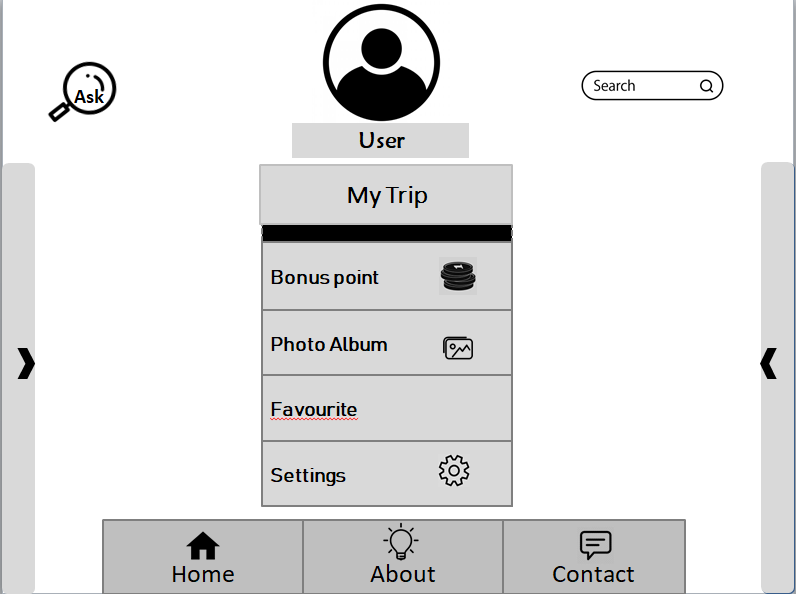 Ask
Search
User
My Trip
Bonus point
Photo Album
Favourite
Settings
Home
About
Contact